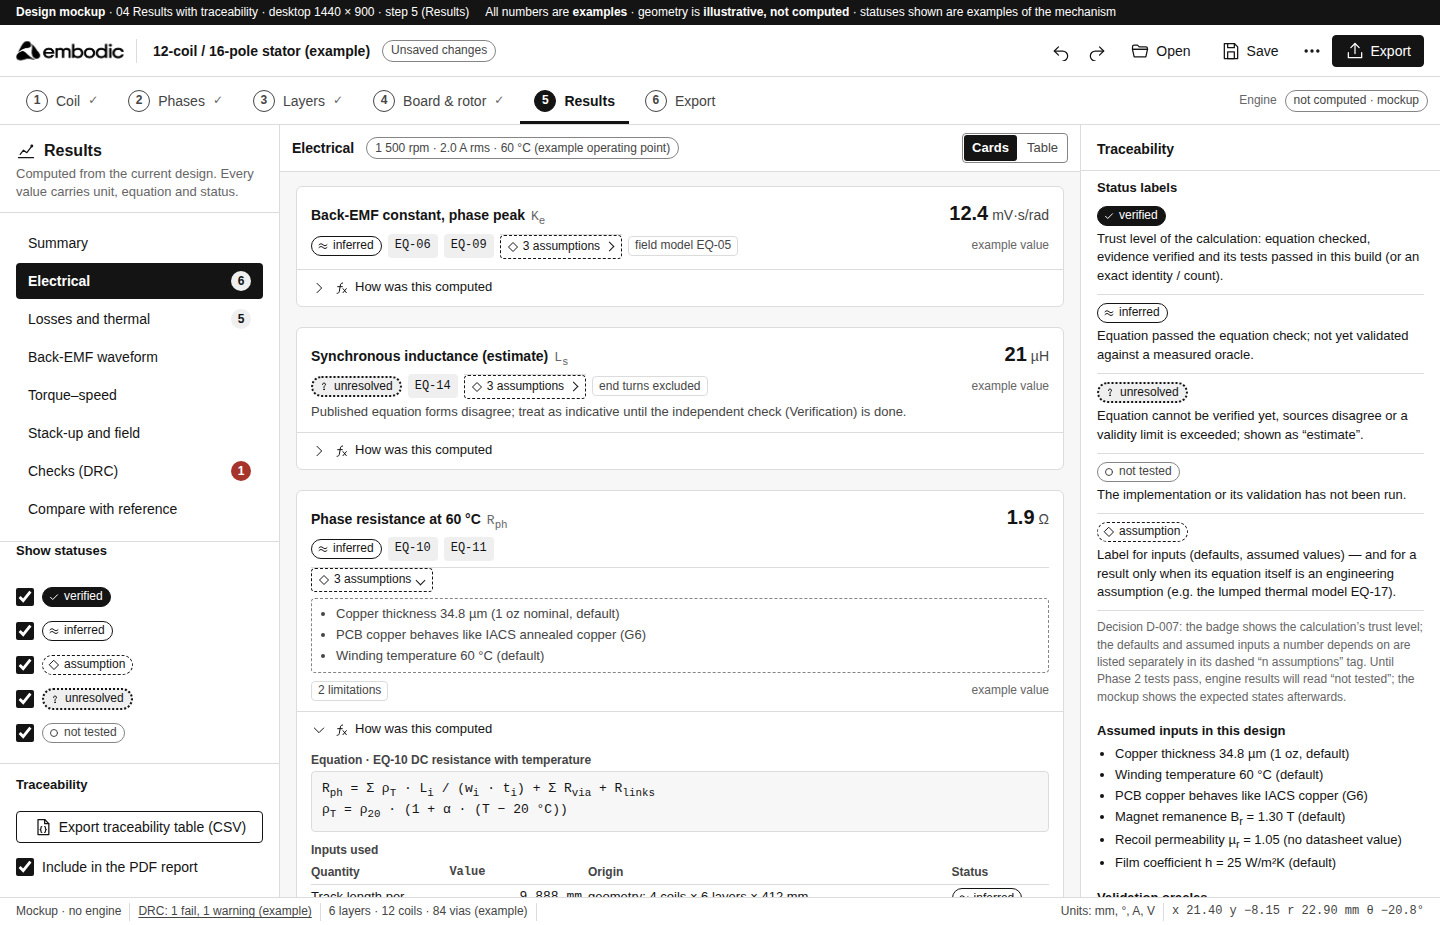 Design mockup · 04 Results with traceability · desktop 1440 × 900 · step 5 (Results) All numbers are examples · geometry is illustrative, not computed · statuses shown are examples of the mechanism
embodic 12-coil / 16-pole stator (example) Unsaved changes Open Save ••• Export
1 Coil ✓ 2 Phases ✓ 3 Layers ✓ 4 Board & rotor ✓ 5 Results 6 Export Engine not computed · mockup
Results
Computed from the current design. Every
value carries unit, equation and status.
Summary
Electrical 6
Losses and thermal 5
Back-EMF waveform
Torque–speed
Stack-up and field
Checks (DRC) 1
Compare with reference
Show statuses
verified
inferred
assumption
? unresolved
not tested
Traceability
Export traceability table (CSV)
Include in the PDF report
Electrical 1 500 rpm · 2.0 A rms · 60 °C (example operating point) Cards Table
Back-EMF constant, phase peak Ke 12.4 mV·s/rad
≈ inferred EQ-06 EQ-09 ◇ 3 assumptions > field model EQ-05 example value
> fx How was this computed
Synchronous inductance (estimate) Ls 21 µH
? unresolved EQ-14 ◇ 3 assumptions > end turns excluded example value
Published equation forms disagree; treat as indicative until the independent check (Verification) is done.
> fx How was this computed
Phase resistance at 60 °C Rph 1.9 Ω
≈ inferred EQ-10 EQ-11
◇ 3 assumptions
• Copper thickness 34.8 µm (1 oz nominal, default)
• PCB copper behaves like IACS annealed copper (G6)
• Winding temperature 60 °C (default)
2 limitations example value
fx How was this computed
Equation · EQ-10 DC resistance with temperature
Rph = Σ ρT · Li / (wi · ti) + Σ Rvia + Rlinks
ρT = ρ20 · (1 + α · (T − 20 °C))
Inputs used
Quantity Value Origin Status
Track length per 9 888 mm geometry: 4 coils × 6 layers × 412 mm ≈ inferred
Traceability
Status labels
✓ verified
Trust level of the calculation: equation checked,
evidence verified and its tests passed in this build (or an
exact identity / count).
≈ inferred
Equation passed the equation check; not yet validated
against a measured oracle.
? unresolved
Equation cannot be verified yet, sources disagree or a
validity limit is exceeded; shown as “estimate”.
not tested
The implementation or its validation has not been run.
◇ assumption
Label for inputs (defaults, assumed values) — and for a
result only when its equation itself is an engineering
assumption (e.g. the lumped thermal model EQ-17).
Decision D-007: the badge shows the calculation’s trust level;
the defaults and assumed inputs a number depends on are
listed separately in its dashed “n assumptions” tag. Until
Phase 2 tests pass, engine results will read “not tested”; the
mockup shows the expected states afterwards.
Assumed inputs in this design
• Copper thickness 34.8 µm (1 oz, default)
• Winding temperature 60 °C (default)
• PCB copper behaves like IACS copper (G6)
• Magnet remanence Br = 1.30 T (default)
• Recoil permeability µr = 1.05 (no datasheet value)
• Film coefficient h = 25 W/m²K (default)
Validation oracles
Mockup · no engine DRC: 1 fail, 1 warning (example) 6 layers · 12 coils · 84 vias (example) Units: mm, °, A, V x 21.40 y −8.15 r 22.90 mm θ −20.8°